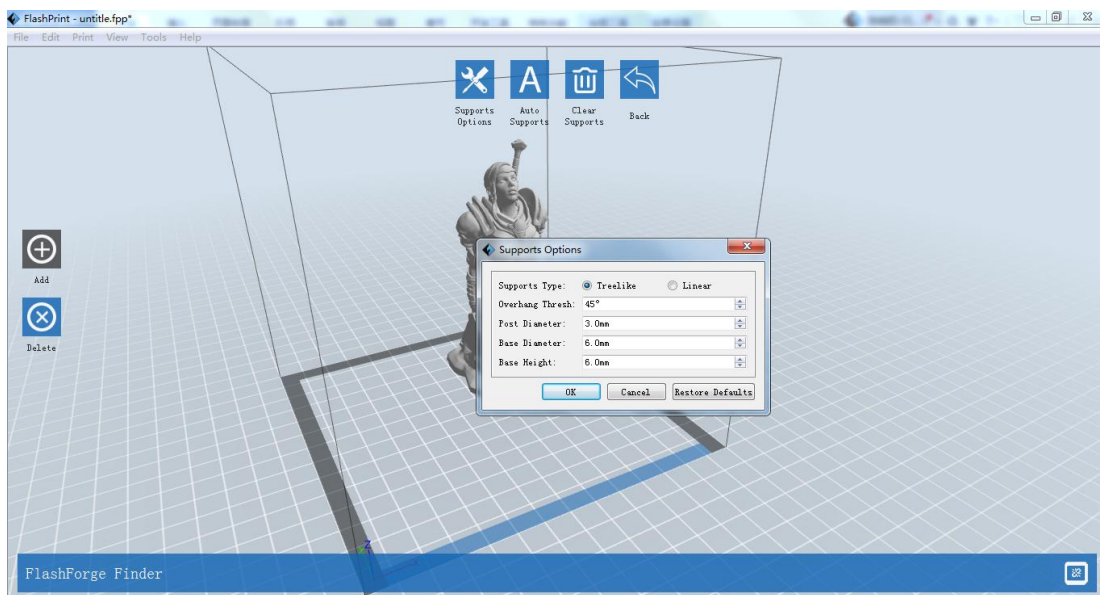 FlashPrint - untitle.fpp*
File Edit Print View Tools Help
Supports Options
Auto Supports
Clear Supports
Back
Add
Delete
Supports Options
Supports Type: Treelike Linear
Overhang Thresh: 45°
Post Diameter: 3.0mm
Base Diameter: 6.0mm
Base Height: 6.0mm
OK Cancel Restore Defaults
Z
FlashForge Finder